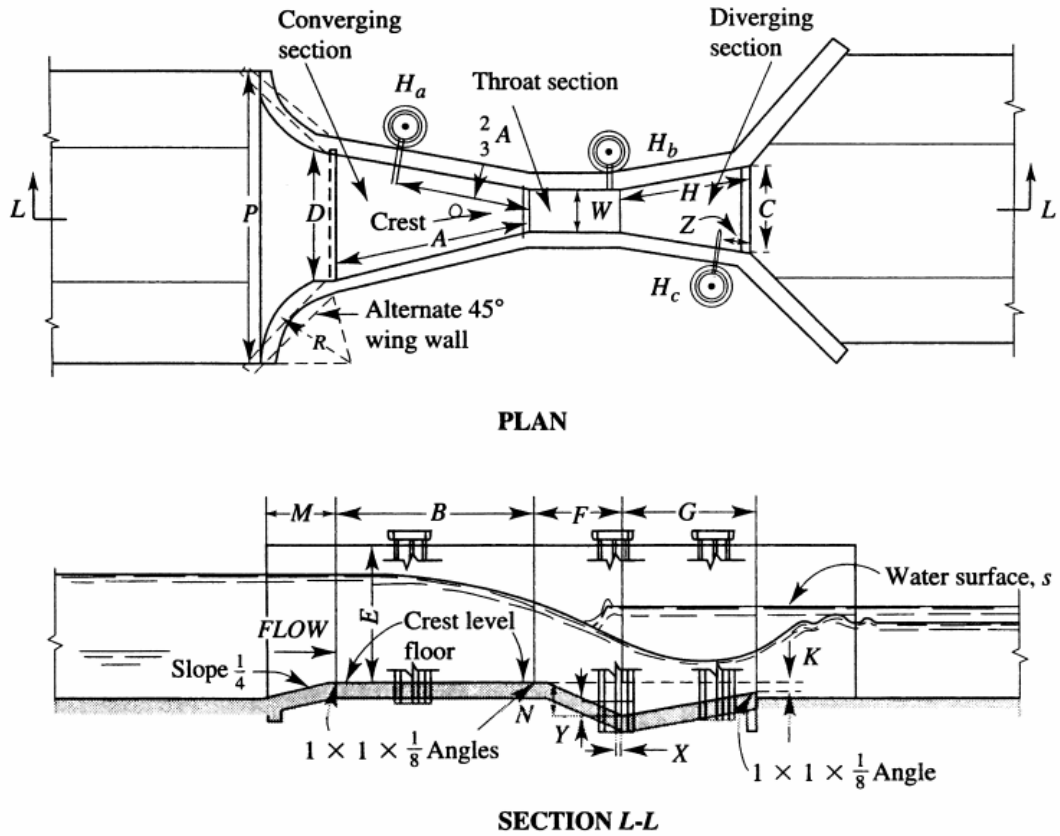 Converging
section
Diverging
section
Hₐ
Throat section
2/3 A
H_b
L
P
D
Crest
A
W
H
Z
C
L
H_c
Alternate 45°
wing wall
R
PLAN
M
B
F
G
Water surface, s
E
FLOW
Crest level
floor
K
Slope 1/4
N
Y
X
1 × 1 × 1/8 Angles
1 × 1 × 1/8 Angle
SECTION L-L